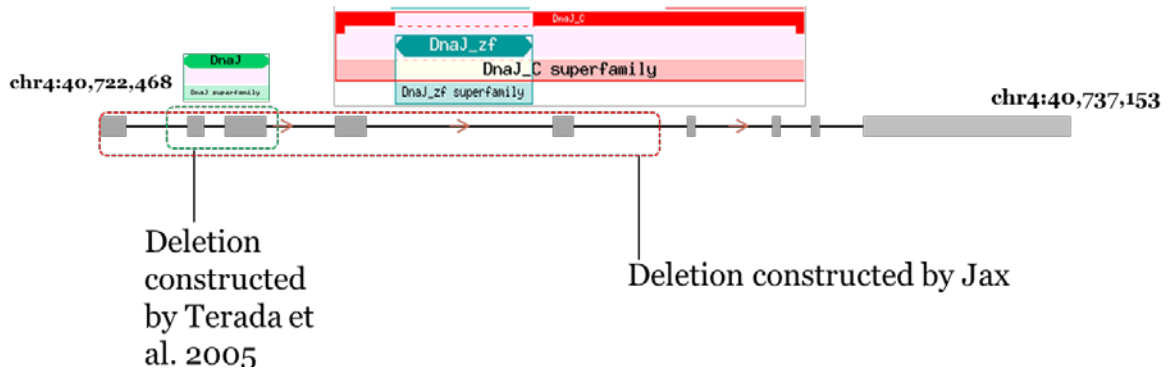 DnaJ_C
DnaJ
DnaJ_zf
chr4:40,722,468
DnaJ_C superfamily
DnaJ superfamily
DnaJ_zf superfamily
chr4:40,737,153
Deletion
constructed
by Terada et
al. 2005
Deletion constructed by Jax